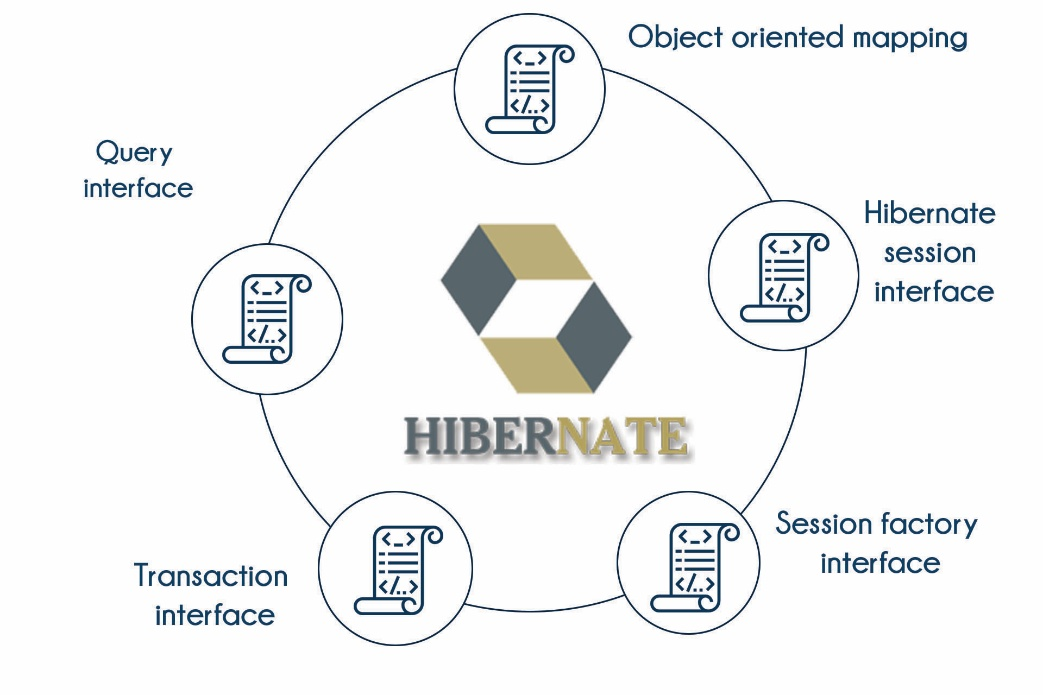 Object oriented mapping
Query
interface
Hibernate
session
interface
HIBERNATE
Session factory
interface
Transaction
interface